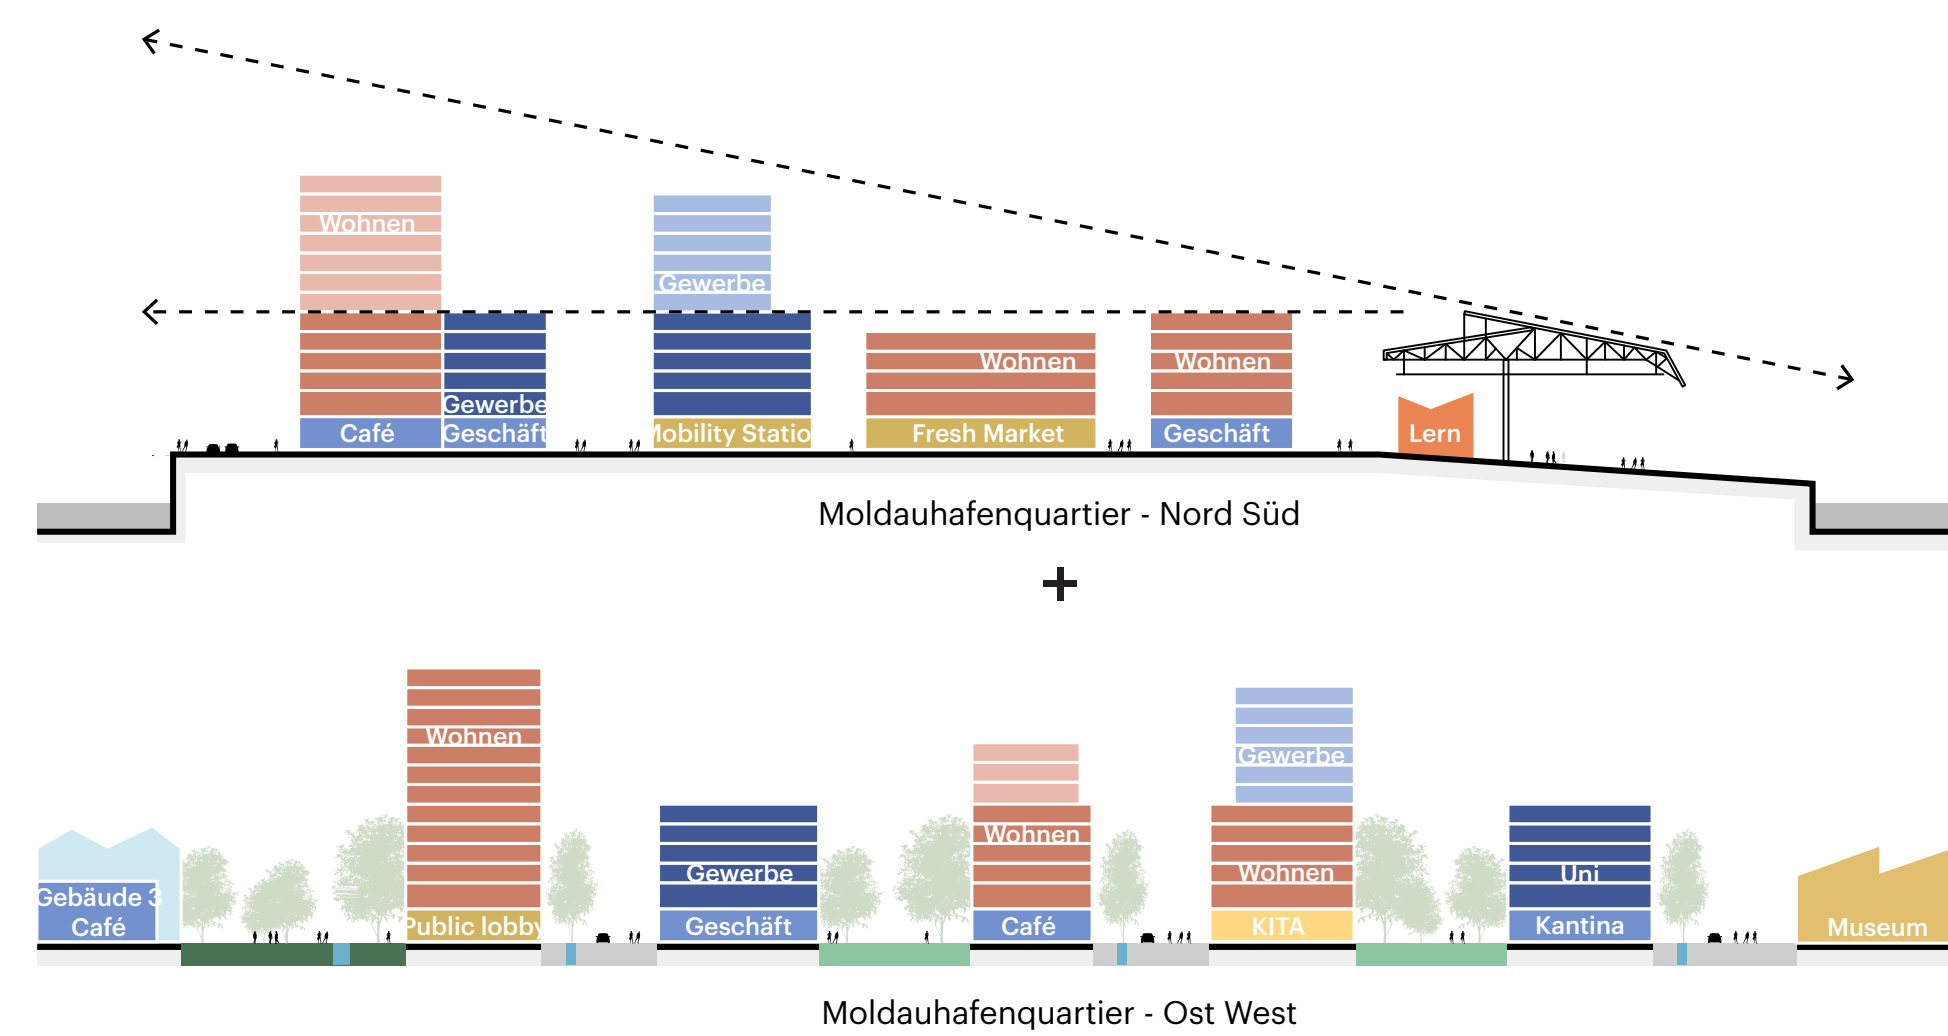 Wohnen
Gewerbe
Wohnen
Wohnen
Gewerbe
Café
Geschäft
Mobility Statio
Fresh Market
Geschäft
Lern
Moldauhafenquartier - Nord Süd
+
Wohnen
Gewerbe
Wohnen
Gewerbe
Wohnen
Uni
Gebäude 3
Café
Public lobby
Geschäft
Café
KITA
Kantina
Museum
Moldauhafenquartier - Ost West